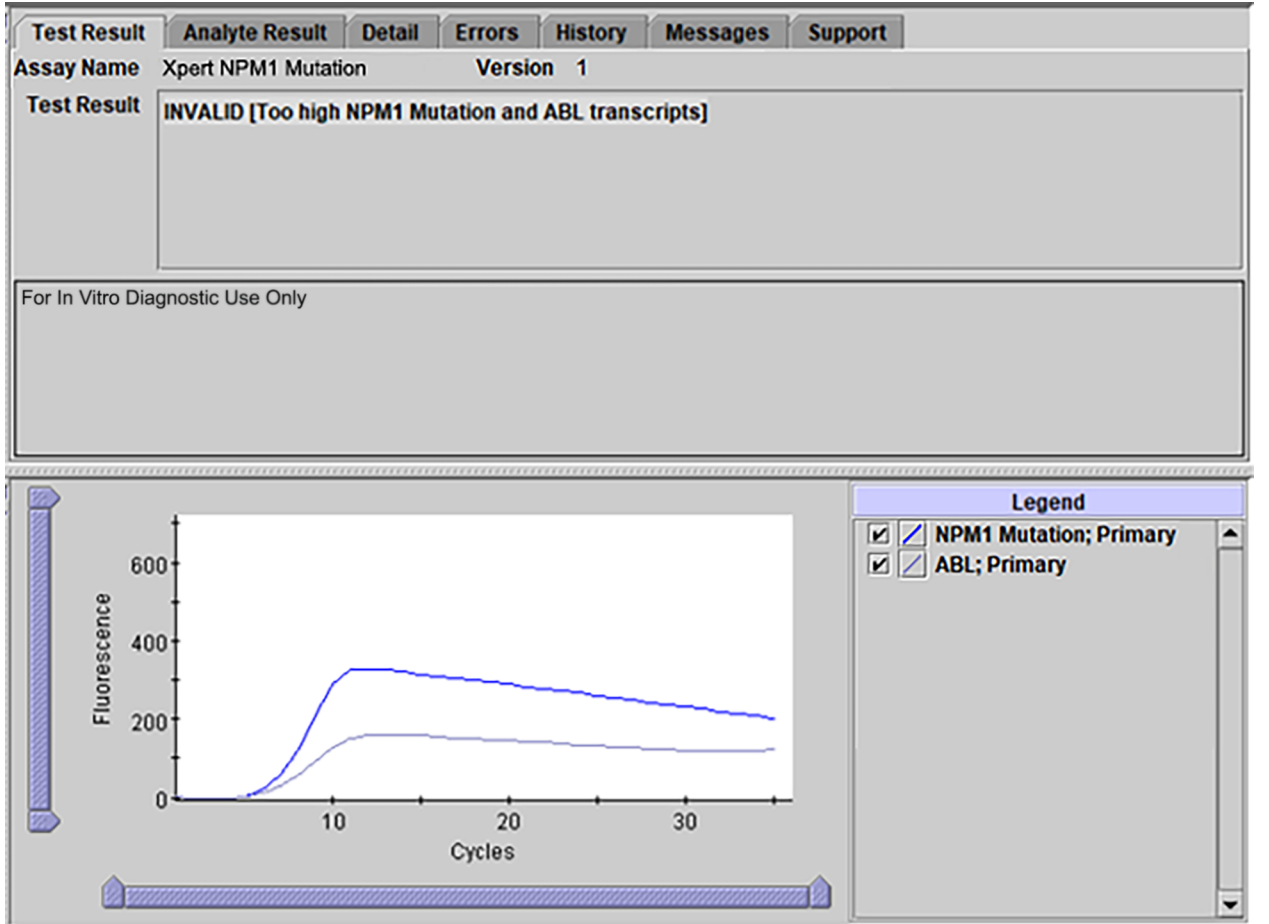 Test Result Analyte Result Detail Errors History Messages Support
Assay Name Xpert NPM1 Mutation Version 1
Test Result INVALID [Too high NPM1 Mutation and ABL transcripts]
For In Vitro Diagnostic Use Only
Legend
NPM1 Mutation; Primary
ABL; Primary
Fluorescence
600
400
200
0
10 20 30
Cycles